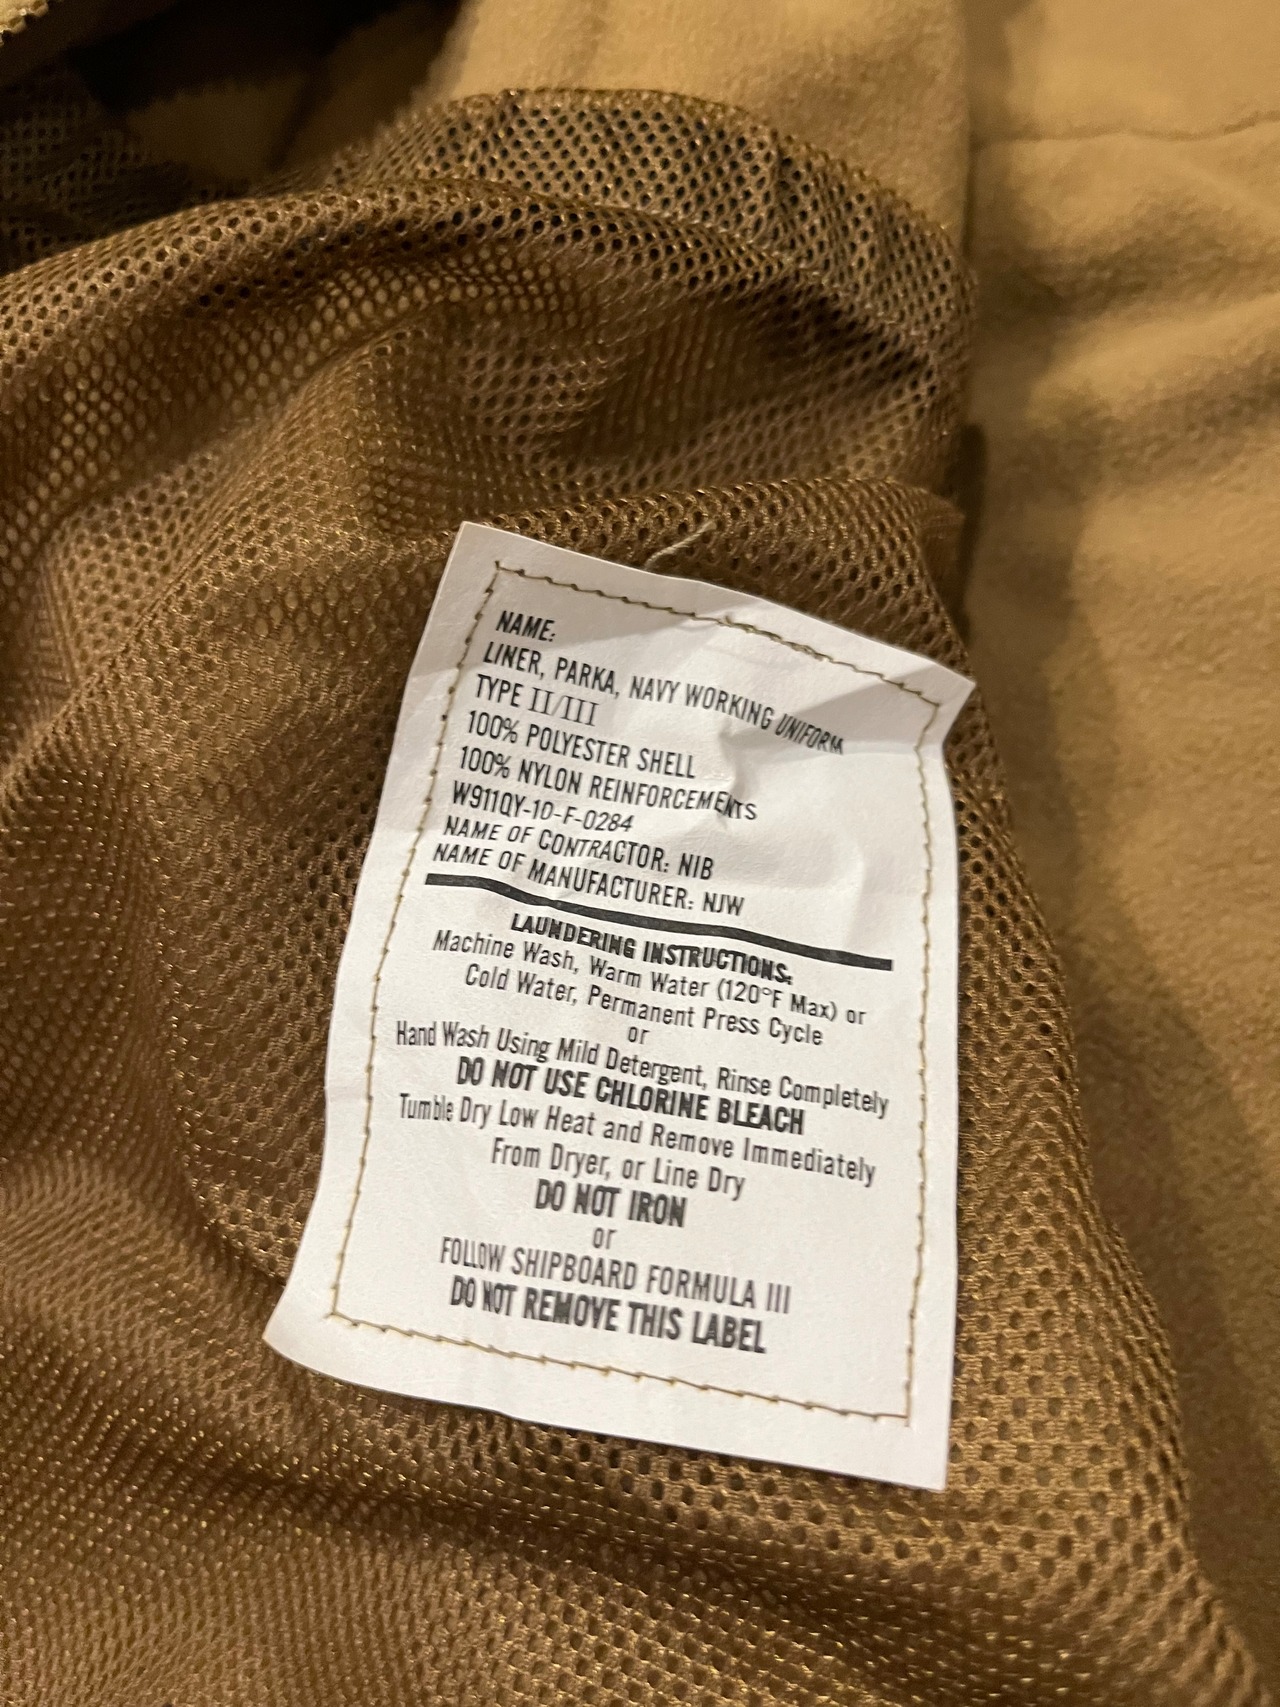 NAME:
LINER, PARKA, NAVY WORKING UNIFORM
TYPE II/III
100% POLYESTER SHELL
100% NYLON REINFORCEMENTS
W911QY-10-F-0284
NAME OF CONTRACTOR: NIB
NAME OF MANUFACTURER: NJW
LAUNDERING INSTRUCTIONS:
Machine Wash, Warm Water (120°F Max) or
Cold Water, Permanent Press Cycle
or
Hand Wash Using Mild Detergent, Rinse Completely
DO NOT USE CHLORINE BLEACH
Tumble Dry Low Heat and Remove Immediately
From Dryer, or Line Dry
DO NOT IRON
or
FOLLOW SHIPBOARD FORMULA III
DO NOT REMOVE THIS LABEL